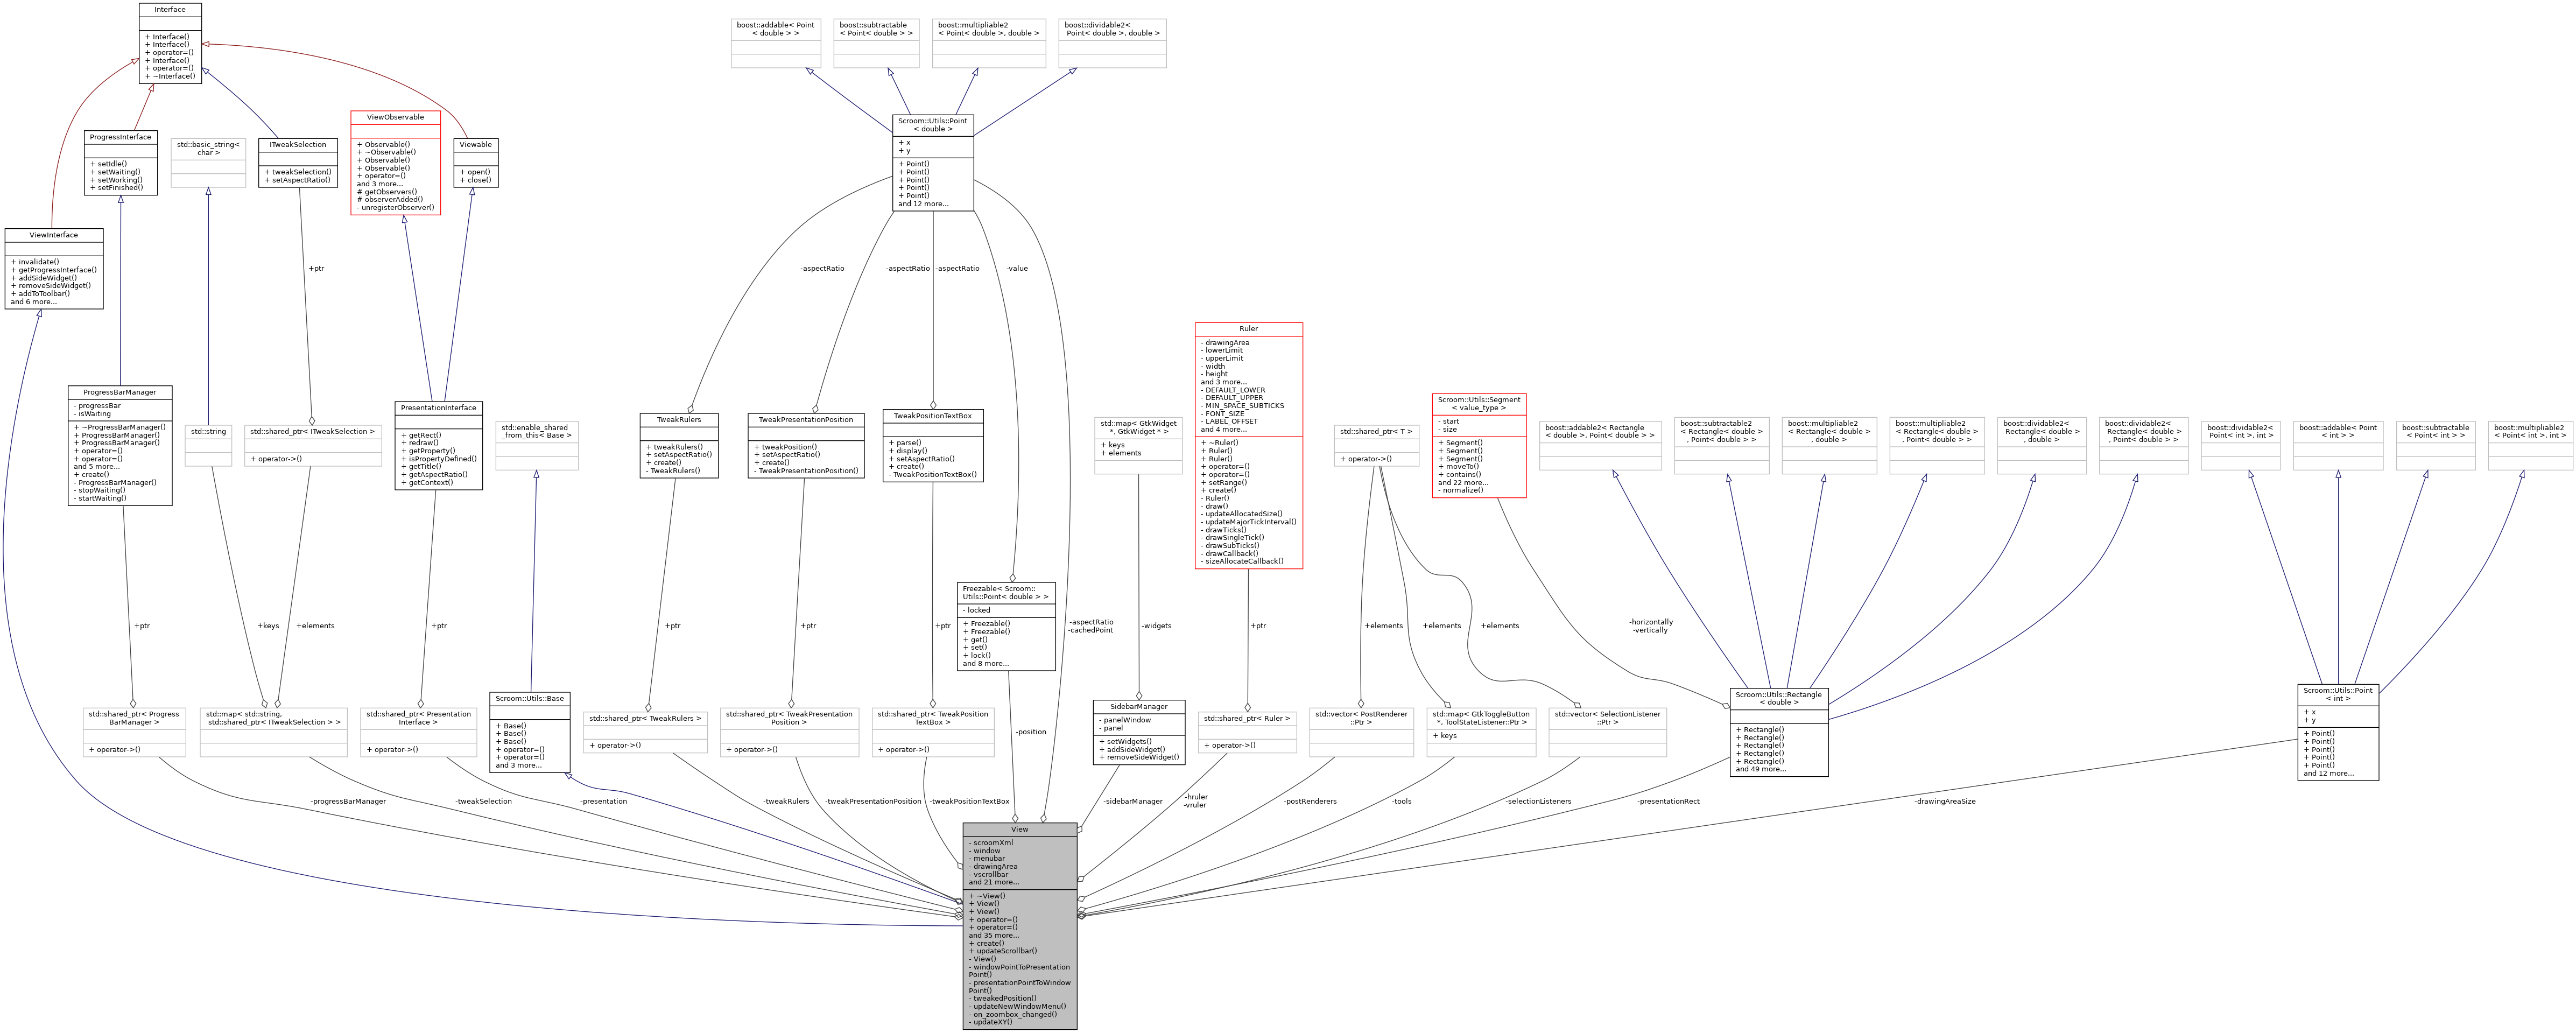 Interface
+ Interface()
+ Interface()
+ operator=()
+ Interface()
+ operator=()
+ ~Interface()
boost::addable< Point
< double > >
boost::subtractable
< Point< double > >
boost::multipliable2
< Point< double >, double >
boost::dividable2<
Point< double >, double >
ProgressInterface
+ setIdle()
+ setWaiting()
+ setWorking()
+ setFinished()
std::basic_string<
char >
ITweakSelection
+ tweakSelection()
+ setAspectRatio()
ViewObservable
+ Observable()
+ ~Observable()
+ Observable()
+ Observable()
+ operator=()
and 3 more...
# getObservers()
# observerAdded()
- unregisterObserver()
Viewable
+ open()
+ close()
Scroom::Utils::Point
< double >
+ x
+ y
+ Point()
+ Point()
+ Point()
+ Point()
+ Point()
and 12 more...
ViewInterface
+ invalidate()
+ getProgressInterface()
+ addSideWidget()
+ removeSideWidget()
+ addToToolbar()
and 6 more...
+ptr
-aspectRatio
-aspectRatio
-aspectRatio
-value
Ruler
- drawingArea
- lowerLimit
- upperLimit
- width
- height
and 3 more...
- DEFAULT_LOWER
- DEFAULT_UPPER
- MIN_SPACE_SUBTICKS
- FONT_SIZE
- LABEL_OFFSET
and 4 more...
+ ~Ruler()
+ Ruler()
+ Ruler()
+ operator=()
+ operator=()
+ setRange()
+ create()
- Ruler()
- draw()
- updateAllocatedSize()
- updateMajorTickInterval()
- drawTicks()
- drawSingleTick()
- drawSubTicks()
- drawCallback()
- sizeAllocateCallback()
ProgressBarManager
- progressBar
- isWaiting
+ ~ProgressBarManager()
+ ProgressBarManager()
+ ProgressBarManager()
+ operator=()
+ operator=()
and 5 more...
+ create()
- ProgressBarManager()
- stopWaiting()
- startWaiting()
std::string
std::shared_ptr< ITweakSelection >
+ operator->()
PresentationInterface
+ getRect()
+ redraw()
+ getProperty()
+ isPropertyDefined()
+ getTitle()
+ getAspectRatio()
+ getContext()
std::enable_shared
_from_this< Base >
TweakRulers
+ tweakRulers()
+ setAspectRatio()
+ create()
- TweakRulers()
TweakPresentationPosition
+ tweakPosition()
+ setAspectRatio()
+ create()
- TweakPresentationPosition()
TweakPositionTextBox
+ parse()
+ display()
+ setAspectRatio()
+ create()
- TweakPositionTextBox()
std::map< GtkWidget
*, GtkWidget * >
+ keys
+ elements
std::shared_ptr< T >
+ operator->()
Scroom::Utils::Segment
< value_type >
- start
- size
+ Segment()
+ Segment()
+ Segment()
+ moveTo()
+ contains()
and 22 more...
- normalize()
boost::addable2< Rectangle
< double >, Point< double > >
boost::subtractable2
< Rectangle< double >
, Point< double > >
boost::multipliable2
< Rectangle< double >
, double >
boost::multipliable2
< Rectangle< double >
, Point< double > >
boost::dividable2<
Rectangle< double >
, double >
boost::dividable2<
Rectangle< double >
, Point< double > >
boost::dividable2<
Point< int >, int >
boost::addable< Point
< int > >
boost::subtractable
< Point< int > >
boost::multipliable2
< Point< int >, int >
Freezable< Scroom::
Utils::Point< double > >
- locked
+ Freezable()
+ Freezable()
+ get()
+ set()
+ lock()
and 8 more...
+ptr
+keys
+elements
+ptr
+ptr
+ptr
+ptr
-aspectRatio
-cachedPoint
-widgets
+ptr
+elements
+elements
+elements
-horizontally
-vertically
std::shared_ptr< Progress
BarManager >
+ operator->()
std::map< std::string,
std::shared_ptr< ITweakSelection > >
std::shared_ptr< Presentation
Interface >
+ operator->()
Scroom::Utils::Base
+ Base()
+ Base()
+ Base()
+ operator=()
+ operator=()
and 3 more...
std::shared_ptr< TweakRulers >
+ operator->()
std::shared_ptr< TweakPresentation
Position >
+ operator->()
std::shared_ptr< TweakPosition
TextBox >
+ operator->()
-position
SidebarManager
- panelWindow
- panel
+ setWidgets()
+ addSideWidget()
+ removeSideWidget()
std::shared_ptr< Ruler >
+ operator->()
std::vector< PostRenderer
::Ptr >
std::map< GtkToggleButton
*, ToolStateListener::Ptr >
+ keys
std::vector< SelectionListener
::Ptr >
Scroom::Utils::Rectangle
< double >
+ Rectangle()
+ Rectangle()
+ Rectangle()
+ Rectangle()
+ Rectangle()
and 49 more...
Scroom::Utils::Point
< int >
+ x
+ y
+ Point()
+ Point()
+ Point()
+ Point()
+ Point()
and 12 more...
-progressBarManager
-tweakSelection
-presentation
-tweakRulers
-tweakPresentationPosition
-tweakPositionTextBox
-sidebarManager
-hruler
-vruler
-postRenderers
-tools
-selectionListeners
-presentationRect
-drawingAreaSize
View
- scroomXml
- window
- menubar
- drawingArea
- vscrollbar
and 21 more...
+ ~View()
+ View()
+ View()
+ operator=()
+ operator=()
and 35 more...
+ create()
+ updateScrollbar()
- View()
- windowPointToPresentation
Point()
- presentationPointToWindow
Point()
- tweakedPosition()
- updateNewWindowMenu()
- on_zoombox_changed()
- updateXY()